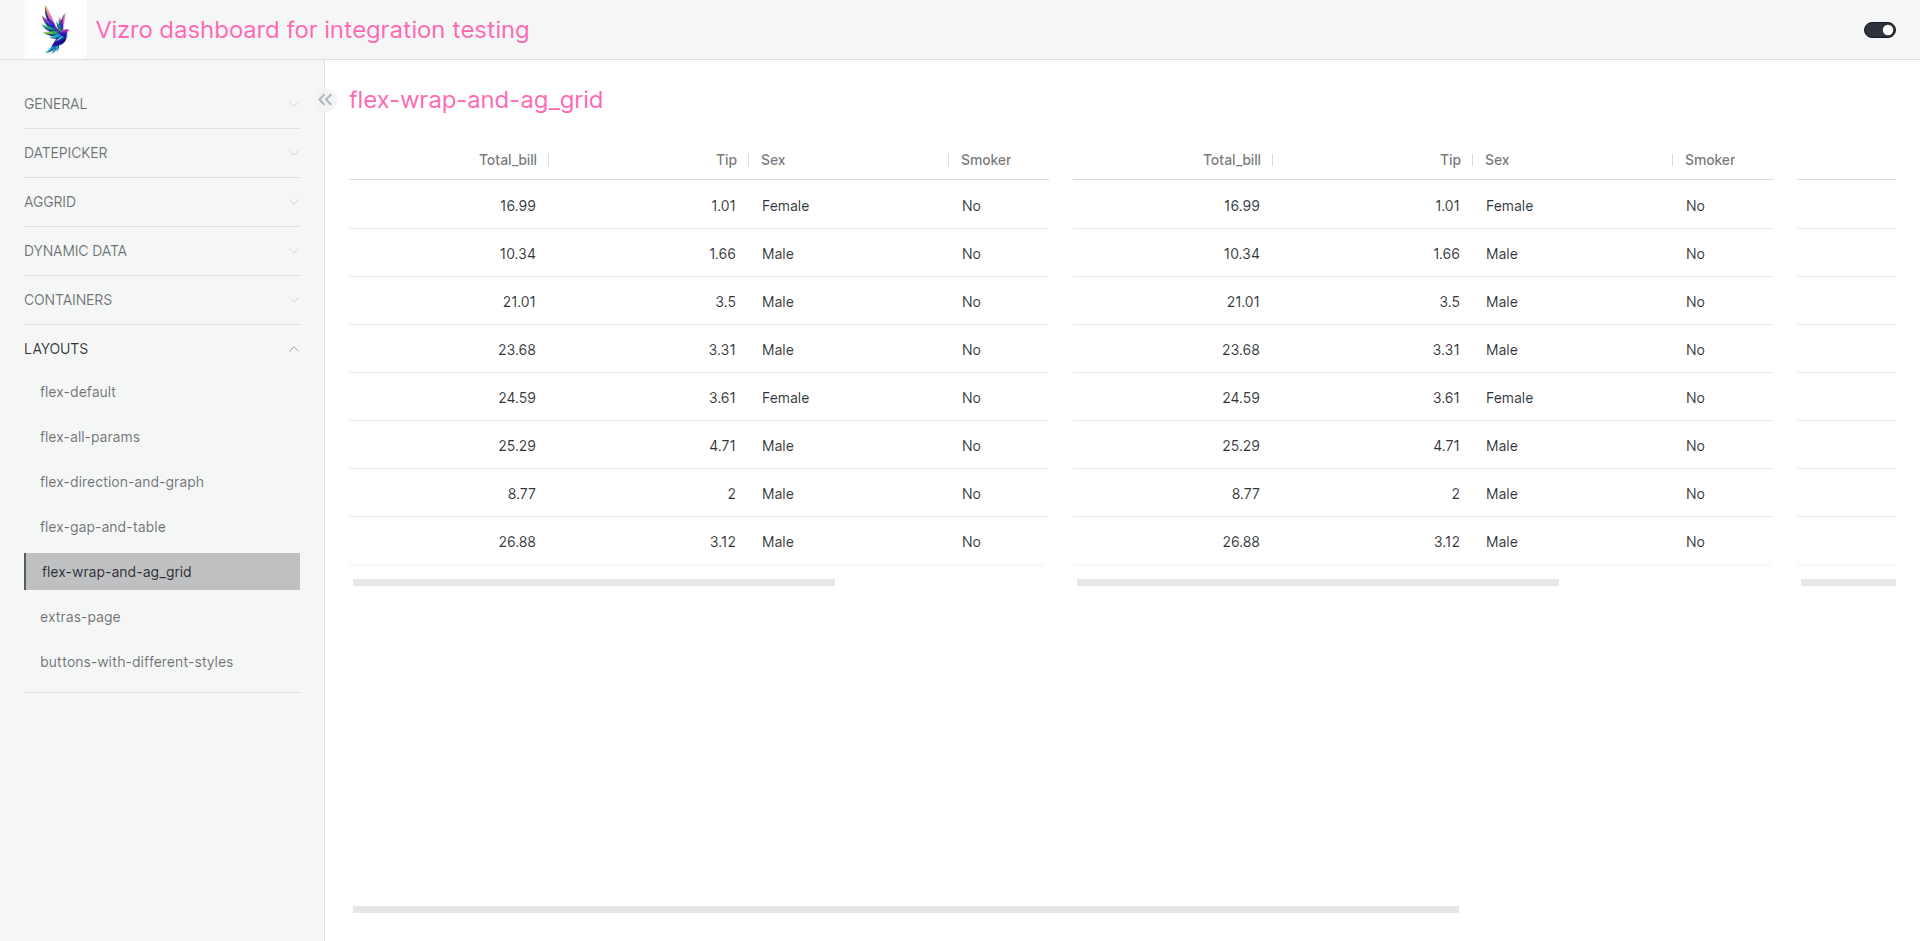 Vizro dashboard for integration testing
GENERAL
DATEPICKER
AGGRID
DYNAMIC DATA
CONTAINERS
LAYOUTS
flex-default
flex-all-params
flex-direction-and-graph
flex-gap-and-table
flex-wrap-and-ag_grid
extras-page
buttons-with-different-styles
flex-wrap-and-ag_grid
Total_bill Tip Sex Smoker
16.99 1.01 Female No
10.34 1.66 Male No
21.01 3.5 Male No
23.68 3.31 Male No
24.59 3.61 Female No
25.29 4.71 Male No
8.77 2 Male No
26.88 3.12 Male No
Total_bill Tip Sex Smoker
16.99 1.01 Female No
10.34 1.66 Male No
21.01 3.5 Male No
23.68 3.31 Male No
24.59 3.61 Female No
25.29 4.71 Male No
8.77 2 Male No
26.88 3.12 Male No